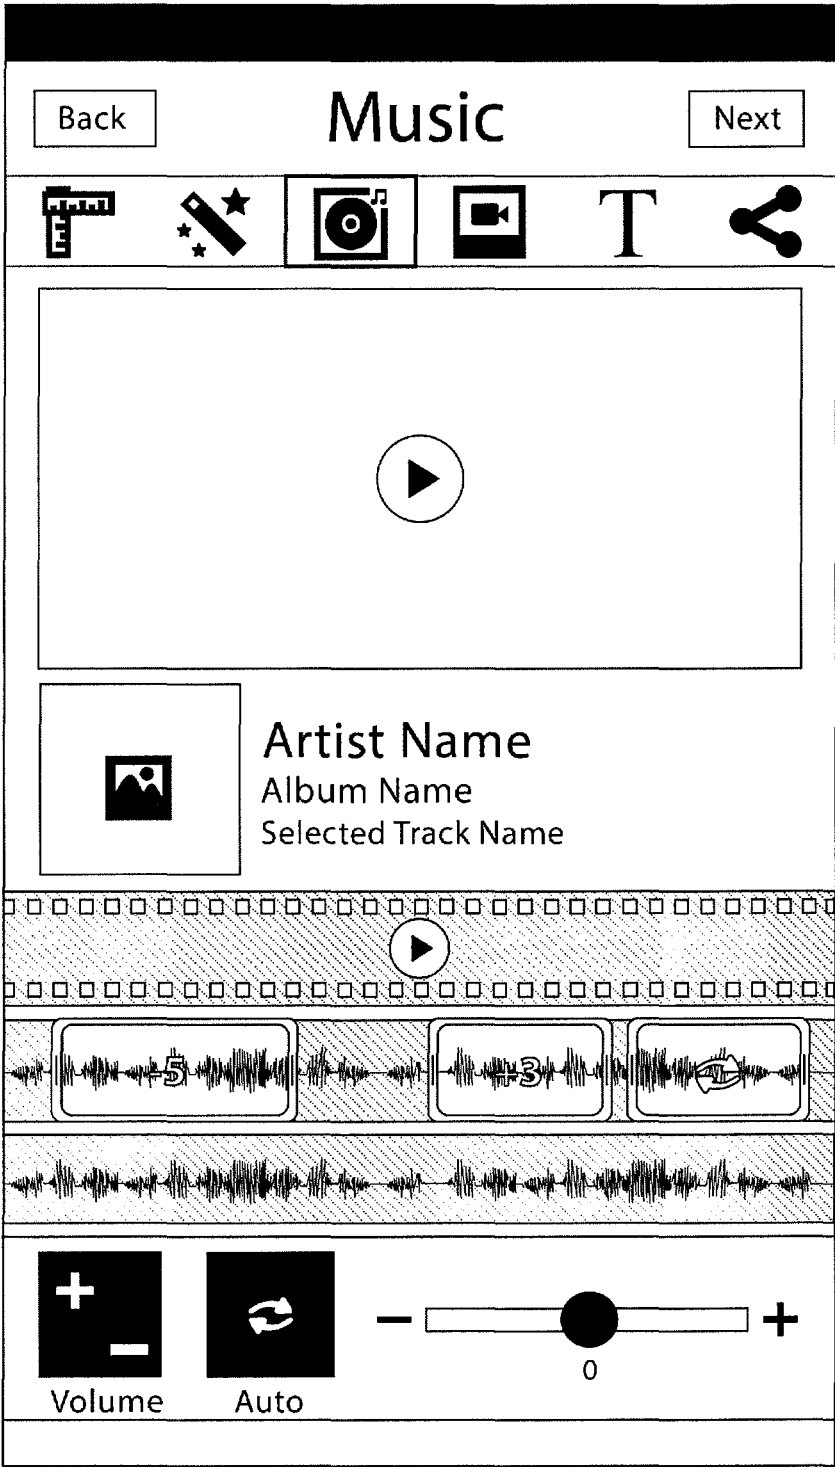 Back Music Next
T
Artist Name
Album Name
Selected Track Name
-5 +3
− +
0
Volume Auto